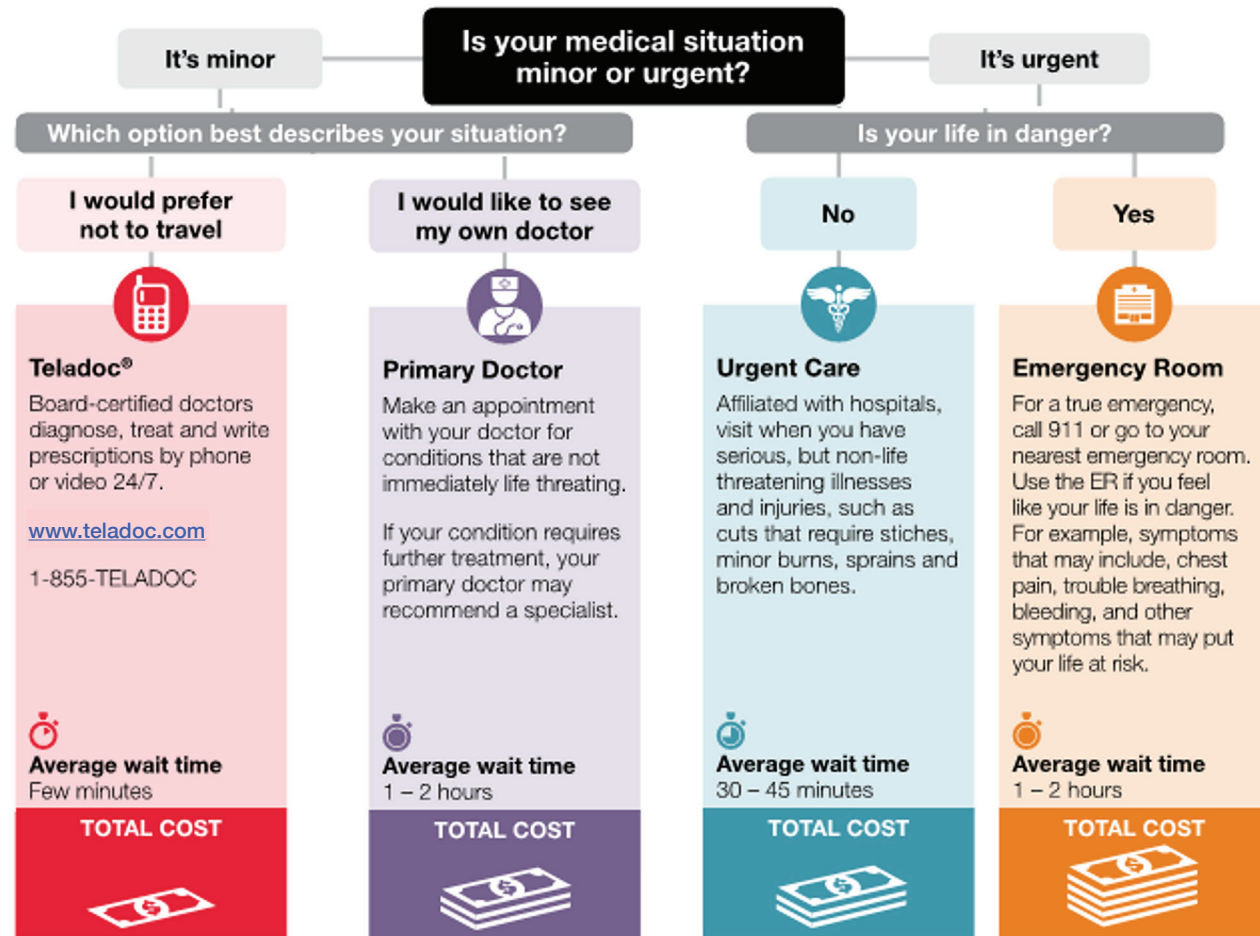 Is your medical situation
minor or urgent?
It's minor
It's urgent
Which option best describes your situation?
Is your life in danger?
I would prefer
not to travel
I would like to see
my own doctor
No
Yes
Teladoc®
Board-certified doctors
diagnose, treat and write
prescriptions by phone
or video 24/7.
www.teladoc.com
1-855-TELADOC
Average wait time
Few minutes
TOTAL COST
Primary Doctor
Make an appointment
with your doctor for
conditions that are not
immediately life threating.
If your condition requires
further treatment, your
primary doctor may
recommend a specialist.
Average wait time
1 – 2 hours
TOTAL COST
Urgent Care
Affiliated with hospitals,
visit when you have
serious, but non-life
threatening illnesses
and injuries, such as
cuts that require stiches,
minor burns, sprains and
broken bones.
Average wait time
30 – 45 minutes
TOTAL COST
Emergency Room
For a true emergency,
call 911 or go to your
nearest emergency room.
Use the ER if you feel
like your life is in danger.
For example, symptoms
that may include, chest
pain, trouble breathing,
bleeding, and other
symptoms that may put
your life at risk.
Average wait time
1 – 2 hours
TOTAL COST